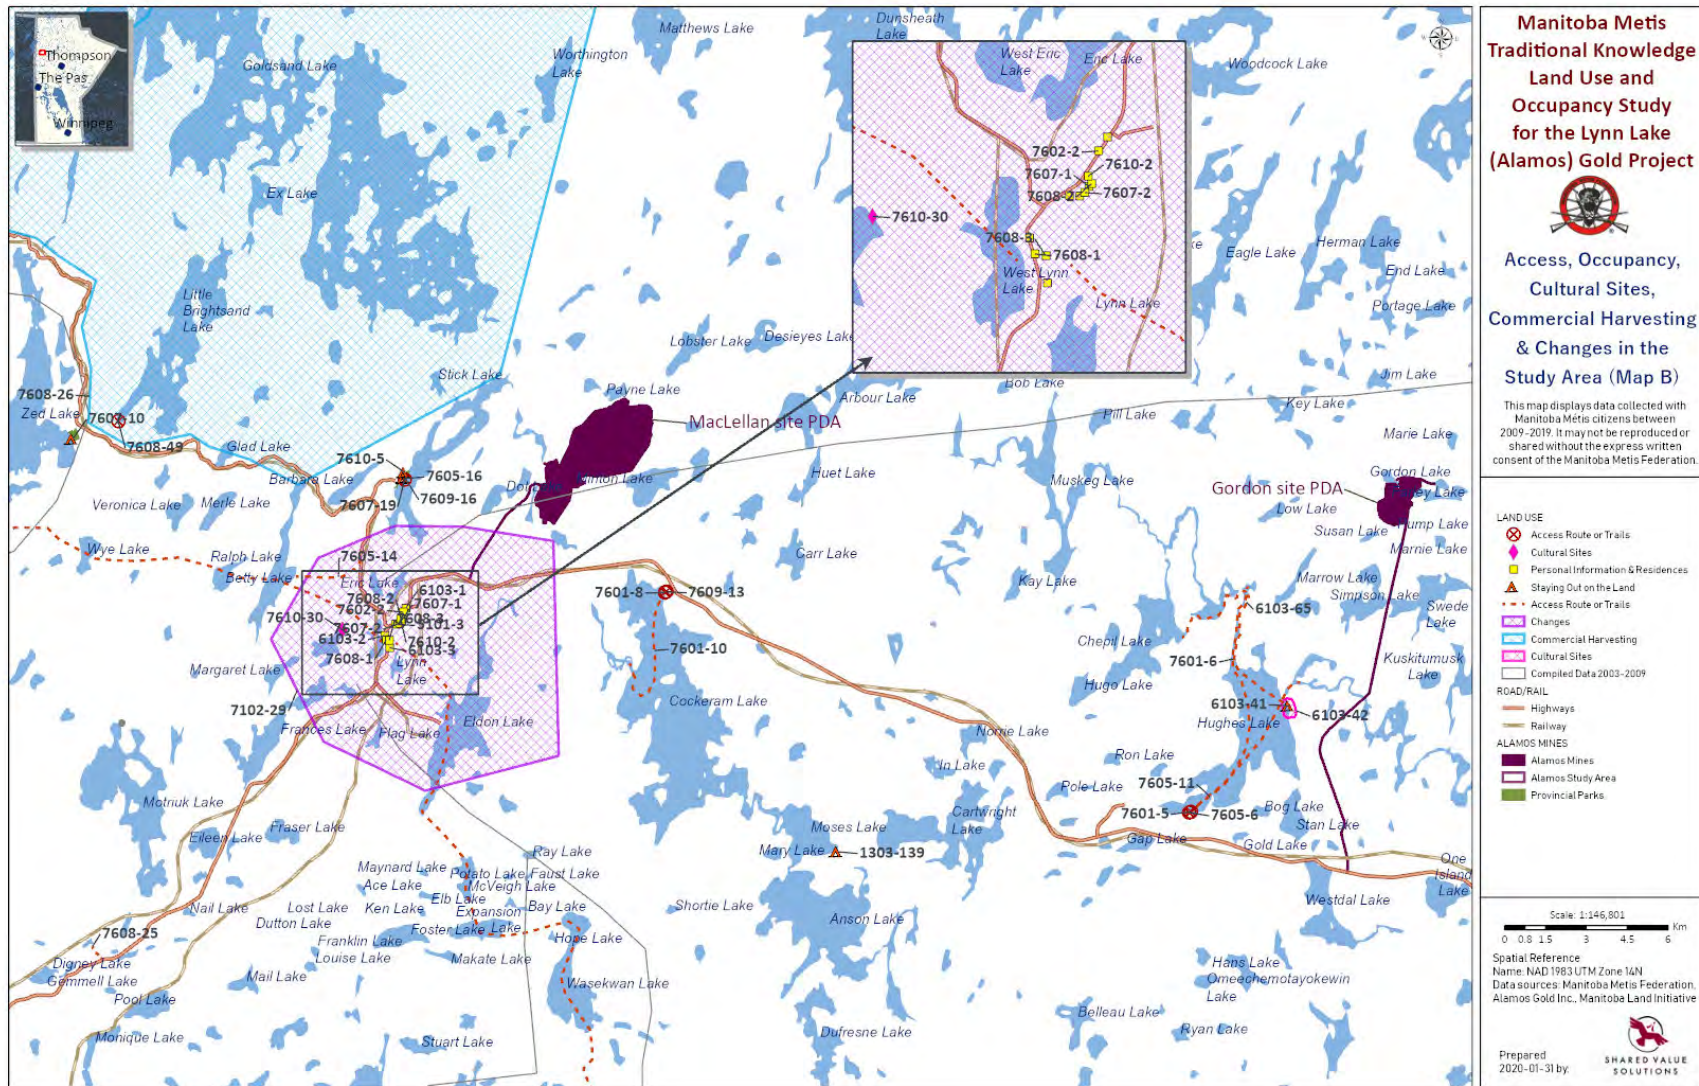 Manitoba Metis
Traditional Knowledge
Land Use and
Occupancy Study
for the Lynn Lake
(Alamos) Gold Project
Access, Occupancy,
Cultural Sites,
Commercial Harvesting
& Changes in the
Study Area (Map B)
This map displays data collected with
Manitoba Métis citizens between
2009-2019. It may not be reproduced or
shared without the express written
consent of the Manitoba Metis Federation.
LAND USE
Access Route or Trails
Cultural Sites
Personal Information & Residences
Staying Out on the Land
Access Route or Trails
Changes
Commercial Harvesting
Cultural Sites
Compiled Data 2003-2009
ROAD/RAIL
Highways
Railway
ALAMOS MINES
Alamos Mines
Alamos Study Area
Provincial Parks
Scale: 1:146,801
Km
0 0.8 1.5 3 4.5 6
Spatial Reference
Name: NAD 1983 UTM Zone 14N
Data sources: Manitoba Metis Federation,
Alamos Gold Inc., Manitoba Land Initiative
Prepared
2020-01-31 by:
SHARED VALUE
SOLUTIONS
Thompson
The Pas
Winnipeg
Matthews Lake
Dunsheath
Lake
Goldsand Lake
Worthington
Lake
Woodcock Lake
West Eric
Lake
Eric Lake
7602-2
7610-2
7607-1
7608-2
7607-2
7610-30
7608-3
7608-1
West Lynn
Lake
Lynn Lake
Ex Lake
Eagle Lake
Herman Lake
End Lake
Portage Lake
Little
Brightsand
Lake
Lobster Lake
Desieyes Lake
Stick Lake
Payne Lake
Bob Lake
Arbour Lake
Jim Lake
Key Lake
Pill Lake
7608-26
Zed Lake
7607-10
7608-49
MacLellan site PDA
Marie Lake
Glad Lake
7610-5
7605-16
7609-16
7607-19
Barbara Lake
Minton Lake
Huet Lake
Muskeg Lake
Gordon Lake
Gordon site PDA
Low Lake
Susan Lake
Marnie Lake
Veronica Lake
Merle Lake
Wye Lake
Ralph Lake
Betty Lake
7605-14
Eric Lake
Carr Lake
Kay Lake
Marrow Lake
Simpson Lake
Swede
Lake
6103-1
7608-2
7607-1
7602-2
7608-3
7610-30
7607-2
6103-2
7610-2
6103-3
7608-1
Lynn
Lake
7601-8
7609-13
7601-10
6103-65
Chepil Lake
7601-6
Kuskitumusk
Lake
Hugo Lake
6103-41
6103-42
Hughes Lake
Margaret Lake
7102-29
Cockeram Lake
Frances Lake
Flag Lake
Eldon Lake
Norrie Lake
Ron Lake
In Lake
Pole Lake
7605-11
7601-5
7605-6
Bog Lake
Stan Lake
Gap Lake
Gold Lake
One
Island
Lake
Motriuk Lake
Eileen Lake
Fraser Lake
Cartwright
Lake
Moses Lake
Mary Lake
1303-139
Ray Lake
Maynard Lake
Potato Lake
Faust Lake
Ace Lake
McVeigh Lake
Elb Lake
Nail Lake
Lost Lake
Ken Lake
Expansion
Lake
Bay Lake
Dutton Lake
Foster Lake
Shortie Lake
Anson Lake
Westdal Lake
7608-25
Franklin Lake
Louise Lake
Hope Lake
Makate Lake
Digney Lake
Gemmell Lake
Mail Lake
Pool Lake
Wasekwan Lake
Hans Lake
Omeechemotayokewin
Lake
Monique Lake
Stuart Lake
Dufresne Lake
Belleau Lake
Ryan Lake